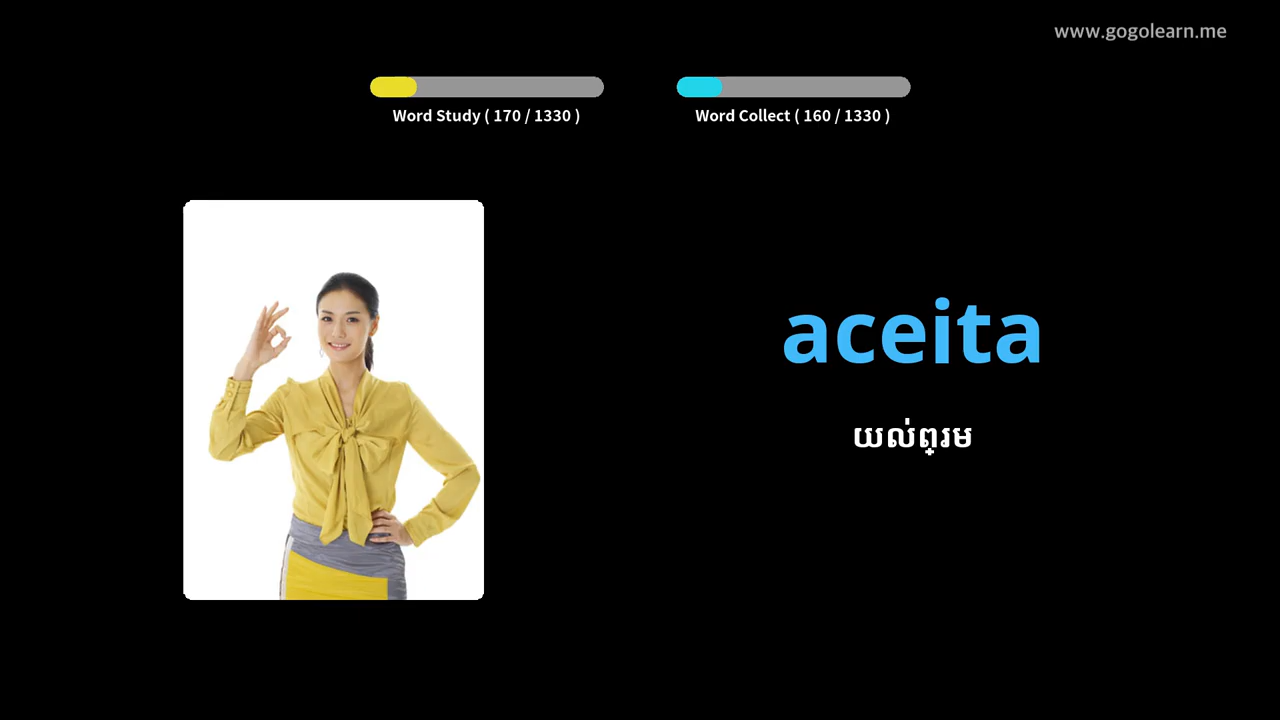 www.gogolearn.me
Word Study ( 170 / 1330 )
Word Collect ( 160 / 1330 )
aceita
យល់ព្រម